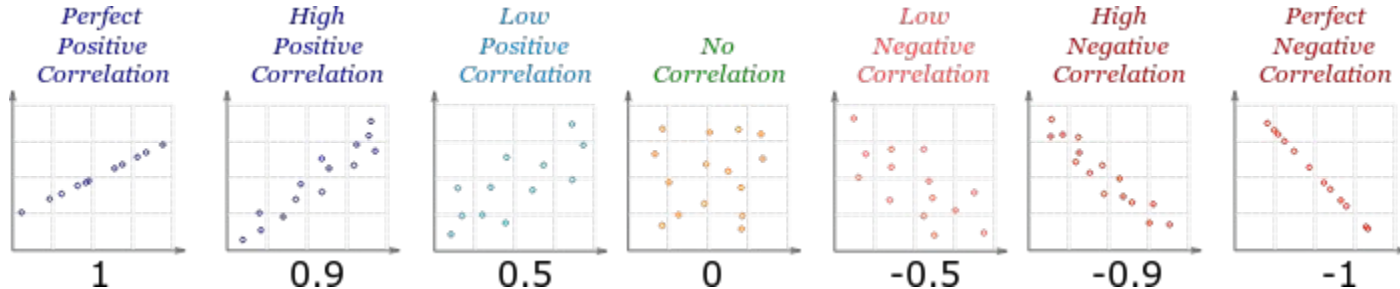 Perfect
Positive
Correlation
High
Positive
Correlation
Low
Positive
Correlation
No
Correlation
Low
Negative
Correlation
High
Negative
Correlation
Perfect
Negative
Correlation
1
0.9
0.5
0
-0.5
-0.9
-1